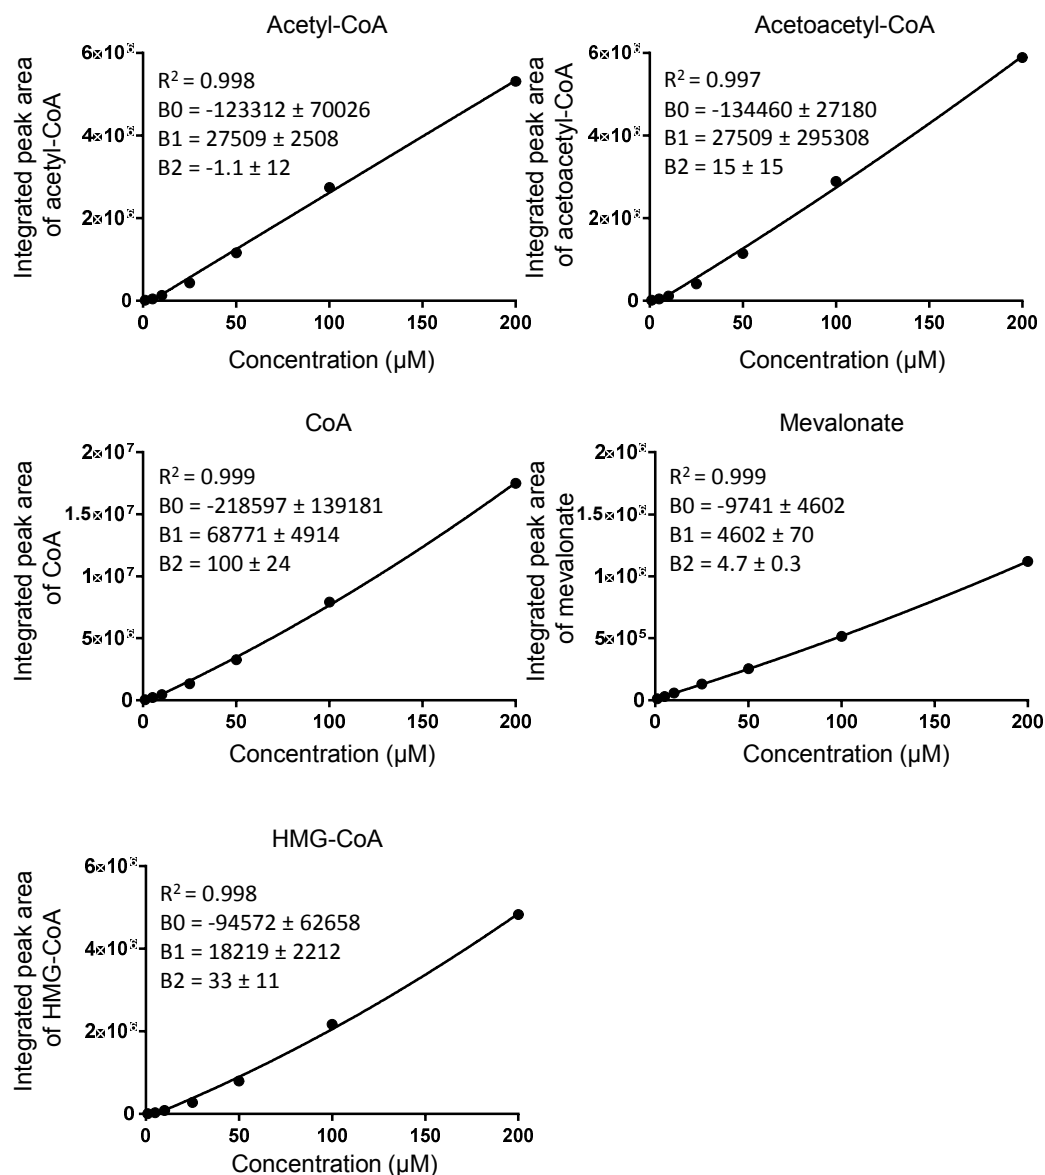 Acetyl-CoA
Integrated peak area
of acetyl-CoA
R² = 0.998
B0 = -123312 ± 70026
B1 = 27509 ± 2508
B2 = -1.1 ± 12
0
0
50
100
150
200
Concentration (µM)
Acetoacetyl-CoA
Integrated peak area
of acetoacetyl-CoA
R² = 0.997
B0 = -134460 ± 27180
B1 = 27509 ± 295308
B2 = 15 ± 15
0
0
50
100
150
200
Concentration (µM)
CoA
Integrated peak area
of CoA
2×10⁷
1.5×10⁷
1×10⁷
0
R² = 0.999
B0 = -218597 ± 139181
B1 = 68771 ± 4914
B2 = 100 ± 24
0
50
100
150
200
Concentration (µM)
Mevalonate
Integrated peak area
of mevalonate
5×10⁵
0
R² = 0.999
B0 = -9741 ± 4602
B1 = 4602 ± 70
B2 = 4.7 ± 0.3
0
50
100
150
200
Concentration (µM)
HMG-CoA
Integrated peak area
of HMG-CoA
0
R² = 0.998
B0 = -94572 ± 62658
B1 = 18219 ± 2212
B2 = 33 ± 11
0
50
100
150
200
Concentration (µM)